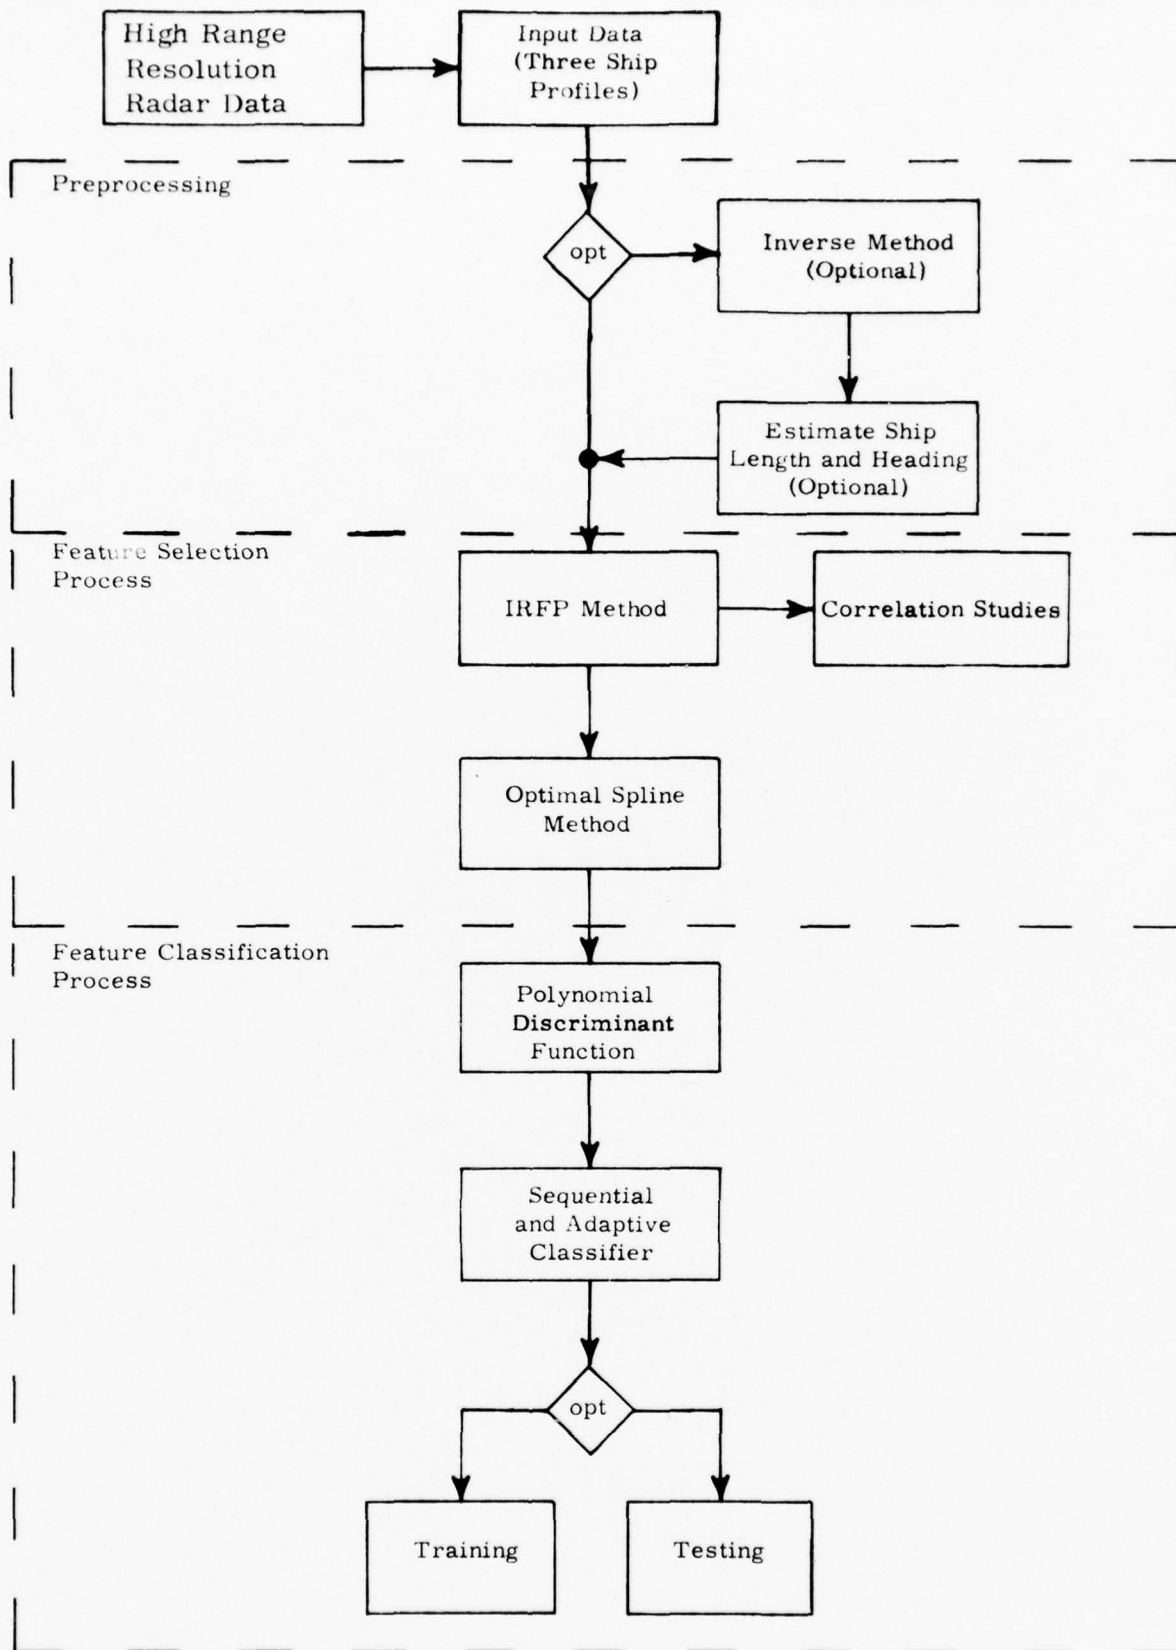 High Range
Resolution
Radar Data
Input Data
(Three Ship
Profiles)
Preprocessing
opt
Inverse Method
(Optional)
Estimate Ship
Length and Heading
(Optional)
Feature Selection
Process
IRFP Method
Correlation Studies
Optimal Spline
Method
Feature Classification
Process
Polynomial
Discriminant
Function
Sequential
and Adaptive
Classifier
opt
Training
Testing